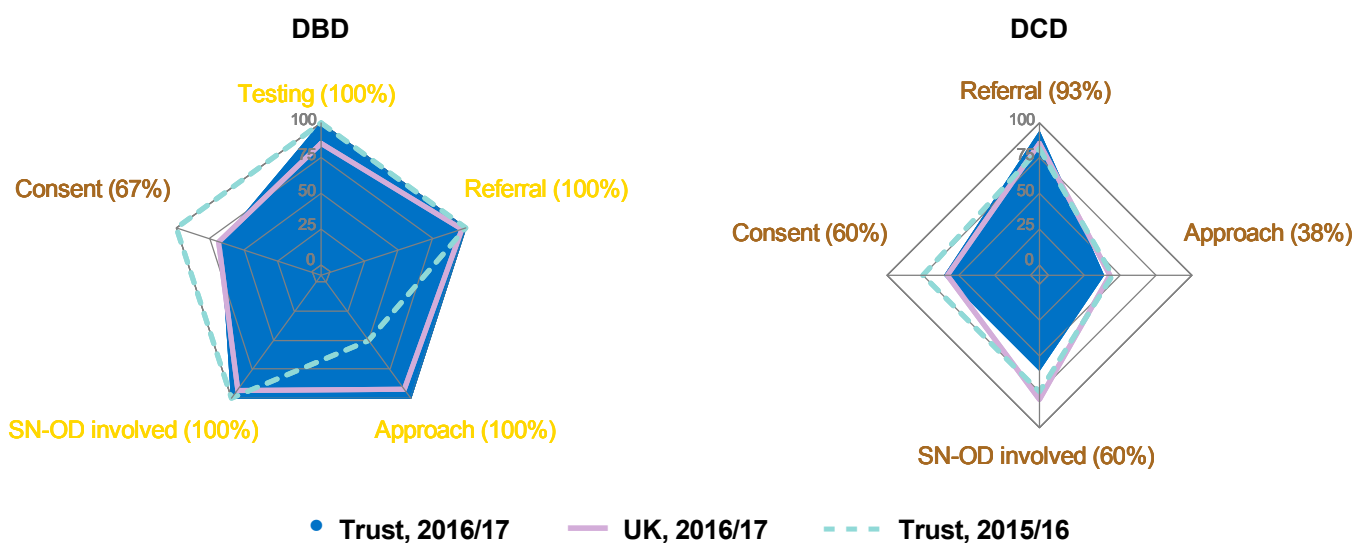 DBD
Testing (100%)
100
75
50
25
0
Consent (67%)
Referral (100%)
SN-OD involved (100%)
Approach (100%)
DCD
Referral (93%)
100
75
50
25
0
Consent (60%)
Approach (38%)
SN-OD involved (60%)
Trust, 2016/17
UK, 2016/17
Trust, 2015/16